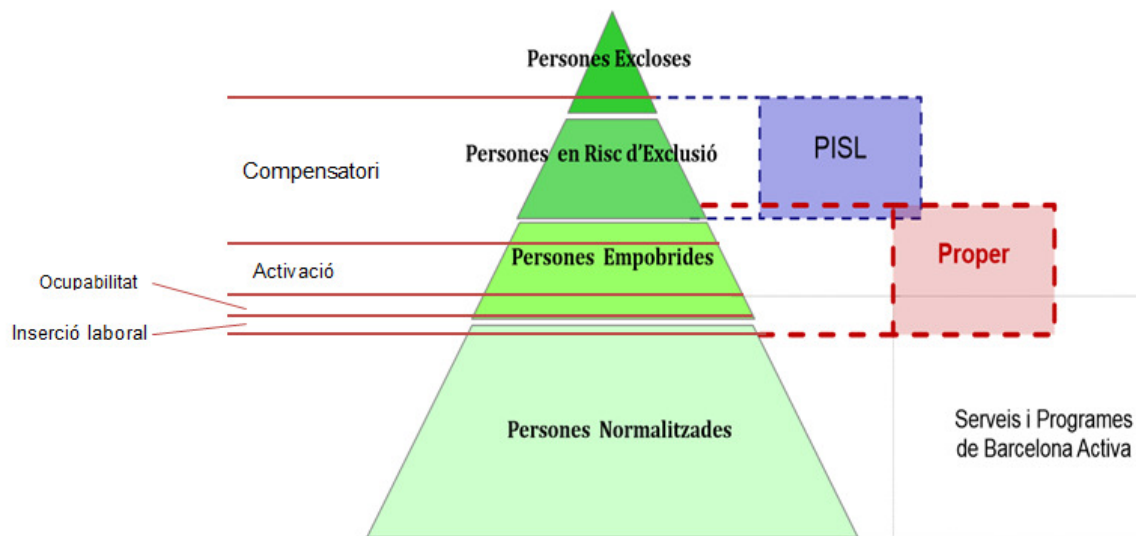 Persones Excloses
Persones en Risc d'Exclusió
PISL
Compensatori
Persones Empobrides
Proper
Activació
Ocupabilitat
Inserció laboral
Persones Normalitzades
Serveis i Programes
de Barcelona Activa